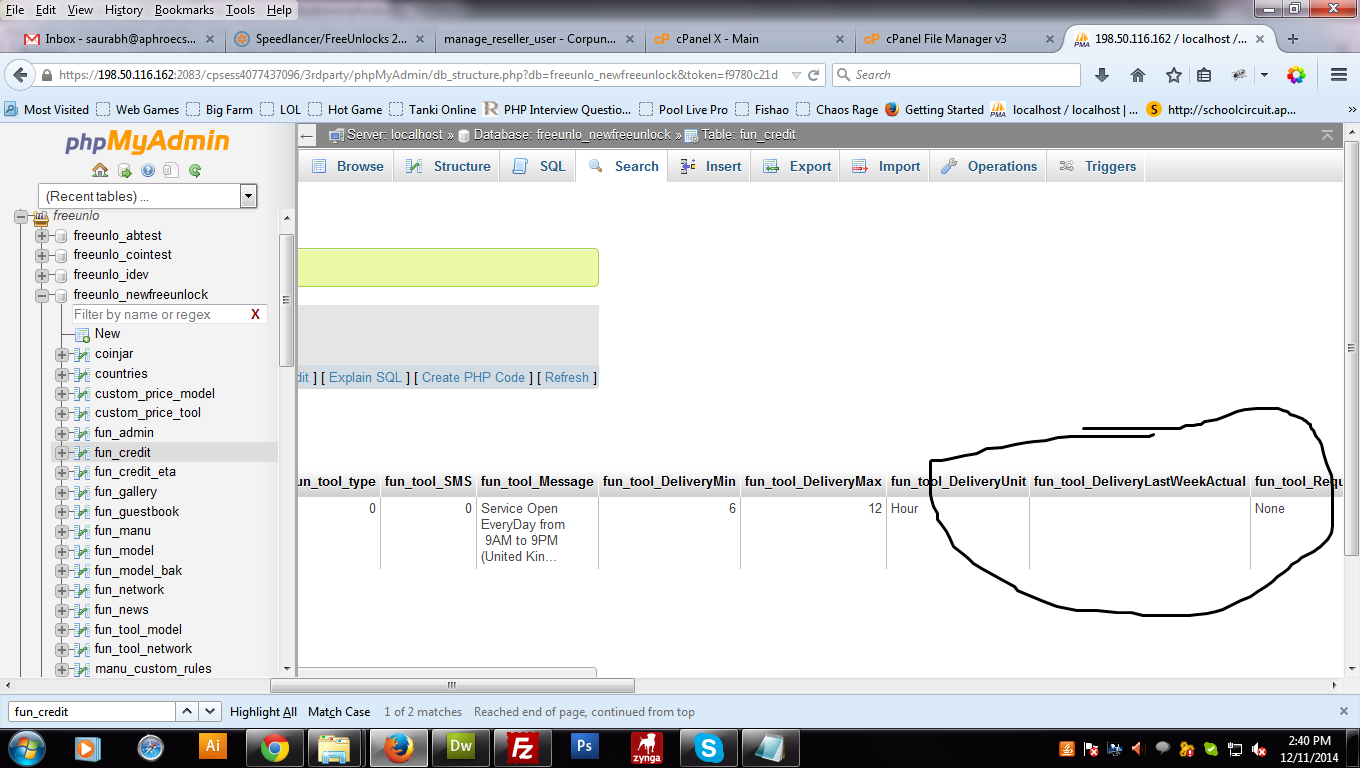 File Edit View History Bookmarks Tools Help
Inbox - saurabh@aphroecs... × Speedlancer/FreeUnlocks 2... × manage_reseller_user - Corpun... × cPanel X - Main × cPanel File Manager v3 × 198.50.116.162 / localhost /... × +
https://198.50.116.162:2083/cpsess4077437096/3rdparty/phpMyAdmin/db_structure.php?db=freeunlo_newfreeunlock&token=f9780c21d Search
Most Visited Web Games Big Farm LOL Hot Game Tanki Online PHP Interview Questio... Pool Live Pro Fishao Chaos Rage Getting Started localhost / localhost | ... http://schoolcircuit.ap... »
phpMyAdmin
(Recent tables) ...
freeunlo
freeunlo_abtest
freeunlo_cointest
freeunlo_idev
freeunlo_newfreeunlock
Filter by name or regex X
New
coinjar
countries
custom_price_model
custom_price_tool
fun_admin
fun_credit
fun_credit_eta
fun_gallery
fun_guestbook
fun_manu
fun_model
fun_model_bak
fun_network
fun_news
fun_tool_model
fun_tool_network
manu_custom_rules
Server: localhost » Database: freeunlo_newfreeunlock » Table: fun_credit
Browse Structure SQL Search Insert Export Import Operations Triggers
dit ] [ Explain SQL ] [ Create PHP Code ] [ Refresh ]
un_tool_type fun_tool_SMS fun_tool_Message fun_tool_DeliveryMin fun_tool_DeliveryMax fun_tool_DeliveryUnit fun_tool_DeliveryLastWeekActual fun_tool_Requ
0 0 Service Open 6 12 Hour None
EveryDay from
9AM to 9PM
(United Kin...
fun_credit Highlight All Match Case 1 of 2 matches Reached end of page, continued from top ×
Ai Dw Fz Ps zynga S
2:40 PM
12/11/2014